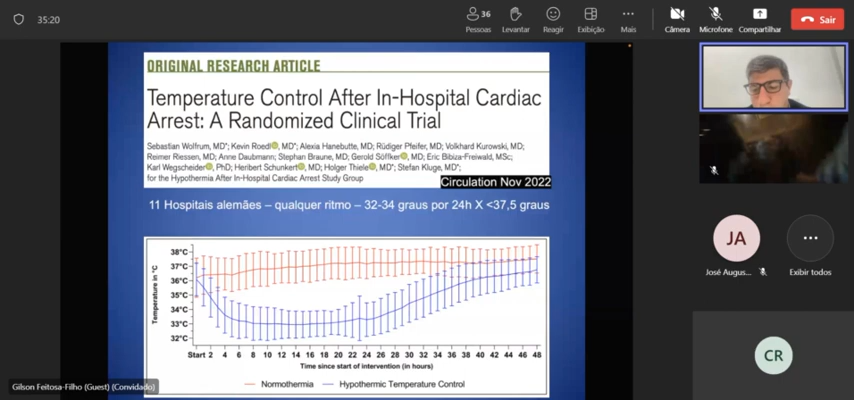 35:20
36
Pessoas
Levantar
Reagir
Exibição
Mais
Câmera
Microfone
Compartilhar
Sair
ORIGINAL RESEARCH ARTICLE
Temperature Control After In-Hospital Cardiac
Arrest: A Randomized Clinical Trial
Sebastian Wolfrum, MD*; Kevin Roedl, MD*; Alexia Hanebutte, MD; Rüdiger Pfeifer, MD; Volkhard Kurowski, MD;
Reimer Riessen, MD; Anne Daubmann; Stephan Braune, MD; Gerold Söffker, MD; Eric Bibiza-Freiwald, MSc;
Karl Wegscheider, PhD; Heribert Schunkert, MD; Holger Thiele, MD*; Stefan Kluge, MD*;
for the Hypothermia After In-Hospital Cardiac Arrest Study Group
Circulation Nov 2022
11 Hospitais alemães – qualquer ritmo – 32-34 graus por 24h X <37,5 graus
38°C
37°C
36°C
35°C
34°C
33°C
32°C
Temperature in °C
Start 2 4 6 8 10 12 14 16 18 20 22 24 26 28 30 32 34 36 38 40 42 44 46 48
Time since start of intervention (in hours)
Normothermia
Hypothermic Temperature Control
Gilson Feitosa-Filho (Guest) (Convidado)
JA
José Augus...
Exibir todos
CR